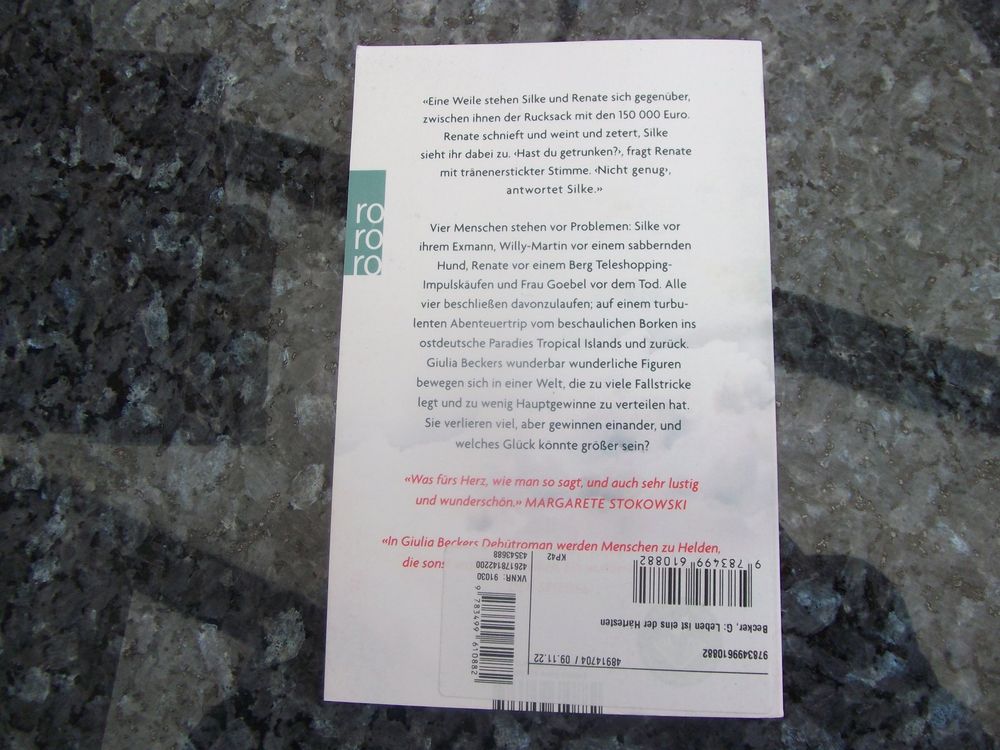 «Eine Weile stehen Silke und Renate sich gegenüber,
zwischen ihnen der Rucksack mit den 150 000 Euro.
Renate schnieft und weint und zetert, Silke
sieht ihr dabei zu. ‹Hast du getrunken?›, fragt Renate
mit tränenerstickter Stimme. ‹Nicht genug›,
antwortet Silke.»
ro
ro
ro
Vier Menschen stehen vor Problemen: Silke vor
ihrem Exmann, Willy-Martin vor einem sabbernden
Hund, Renate vor einem Berg Teleshopping-
Impulskäufen und Frau Goebel vor dem Tod. Alle
vier beschließen davonzulaufen; auf einem turbu-
lenten Abenteuertrip vom beschaulichen Borken ins
ostdeutsche Paradies Tropical Islands und zurück.
Giulia Beckers wunderbar wunderliche Figuren
bewegen sich in einer Welt, die zu viele Fallstricke
legt und zu wenig Hauptgewinne zu verteilen hat.
Sie verlieren viel, aber gewinnen einander, und
welches Glück könnte größer sein?
«Was fürs Herz, wie man so sagt, und auch sehr lustig
und wunderschön.» MARGARETE STOKOWSKI
«In Giulia Beckers Debütroman werden Menschen zu Helden,
die sons
9783499610882
48914704 / 09.11.22
Becker, G: Leben ist eins der Härtesten
9 783499 610882
KP42
VKNR: 91030
426178142200
43543688
9 783499 610882